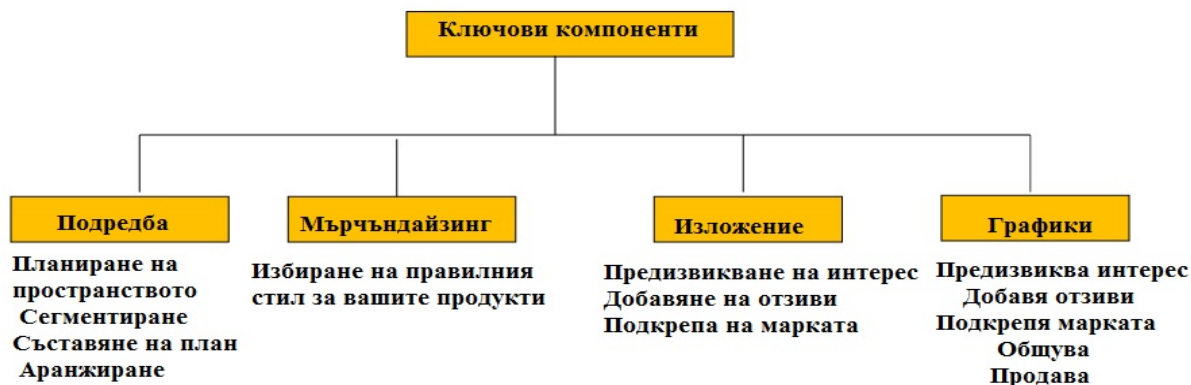 Ключови компоненти
Подредба
Планиране на
пространството
Сегментиране
Съставяне на план
Аранжиране
Мърчъндайзинг
Избиране на правилния
стил за вашите продукти
Изложение
Предизвикване на интерес
Добавяне на отзиви
Подкрепа на марката
Графики
Предизвиква интерес
Добавя отзиви
Подкрепя марката
Общува
Продава